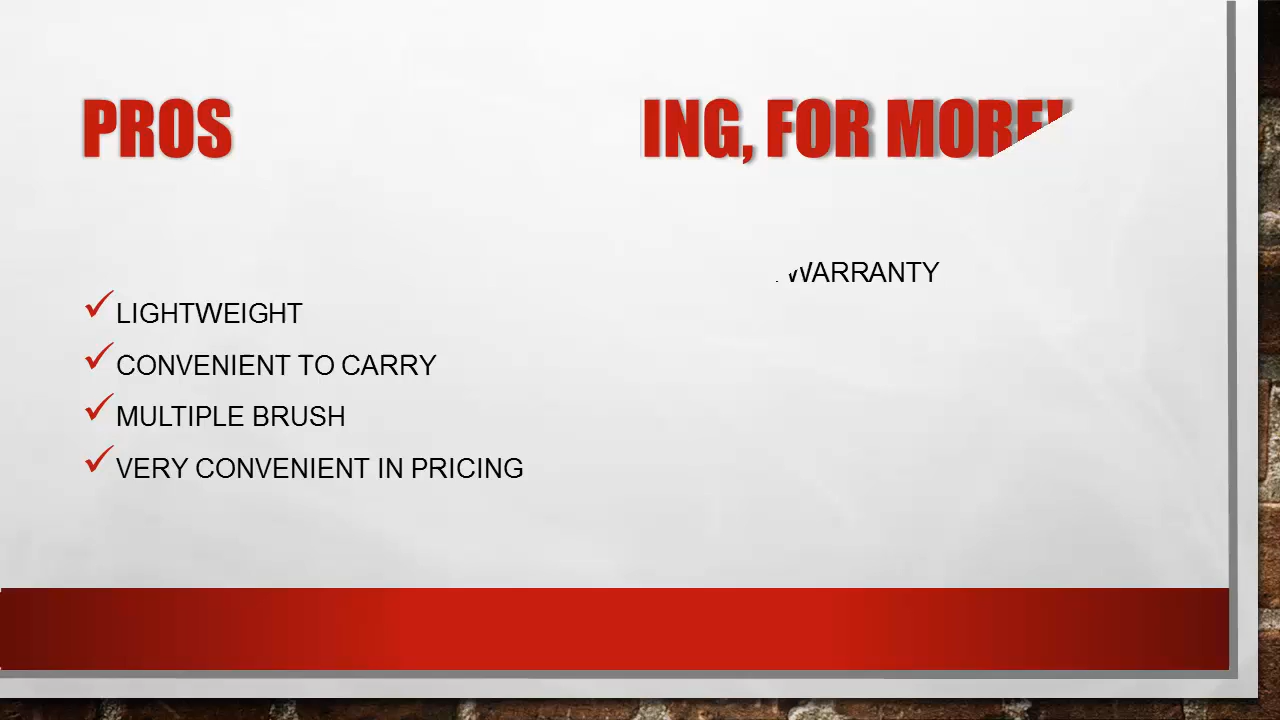 PROS
LIGHTWEIGHT
CONVENIENT TO CARRY
MULTIPLE BRUSH
VERY CONVENIENT IN PRICING
ING, FOR MORE!
WARRANTY